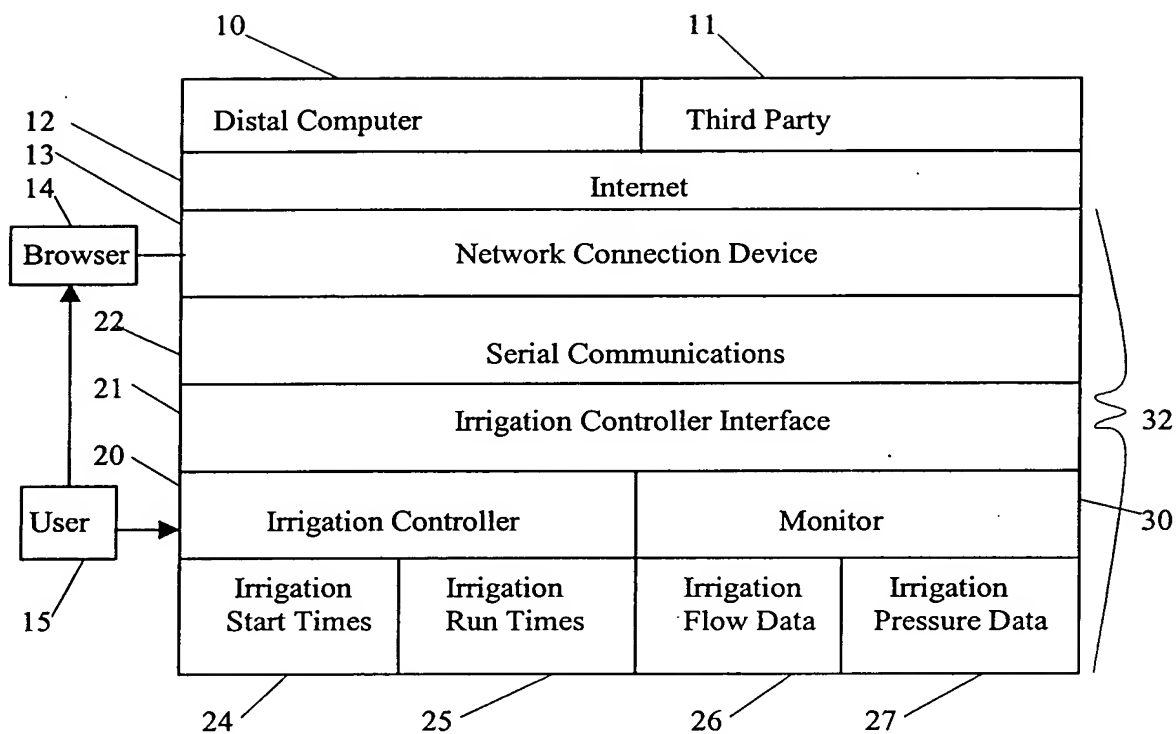 10 11
Distal Computer Third Party
12
13
14
Internet
Browser
Network Connection Device
22
Serial Communications
21
Irrigation Controller Interface
32
20
User
Irrigation Controller
Monitor
30
15
Irrigation
Start Times
Irrigation
Run Times
Irrigation
Flow Data
Irrigation
Pressure Data
24 25 26 27